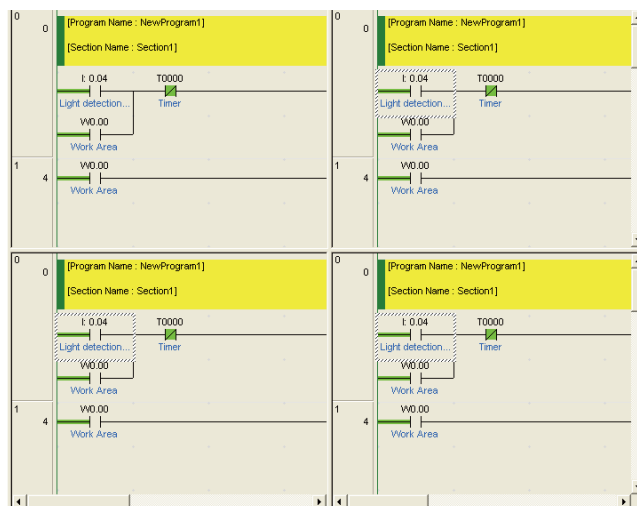 0
0
[Program Name : NewProgram1]
[Section Name : Section1]
I: 0.04 T0000
Light detection... Timer
W0.00
Work Area
1
4
W0.00
Work Area
0
0
[Program Name : NewProgram1]
[Section Name : Section1]
I: 0.04 T0000
Light detection... Timer
W0.00
Work Area
1
4
W0.00
Work Area
0
0
[Program Name : NewProgram1]
[Section Name : Section1]
I: 0.04 T0000
Light detection... Timer
W0.00
Work Area
1
4
W0.00
Work Area
0
0
[Program Name : NewProgram1]
[Section Name : Section1]
I: 0.04 T0000
Light detection... Timer
W0.00
Work Area
1
4
W0.00
Work Area